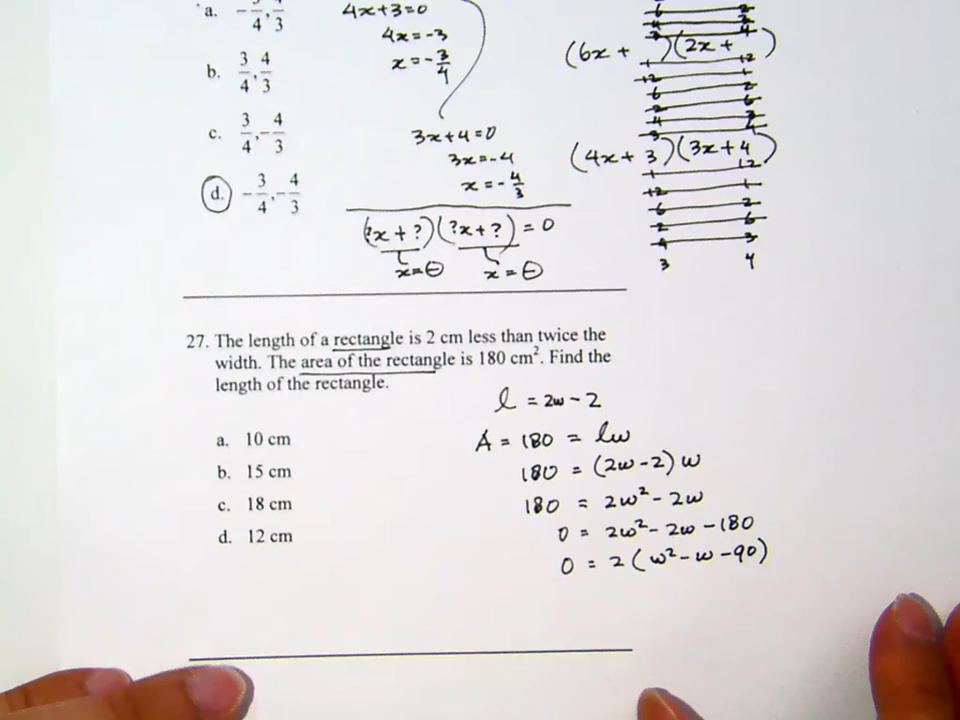 a. -3/4, 4/3
4x+3=0
4x=-3
x=-3/4
b. 3/4, 4/3
(6x + )(2x + )
c. 3/4, -4/3
3x+4=0
3x=-4
x=-4/3
(4x+3)(3x+4)
d. -3/4, -4/3
(?x+?)(?x+?)=0
x=⊖ x=⊖
3 4
27. The length of a rectangle is 2 cm less than twice the
width. The area of the rectangle is 180 cm². Find the
length of the rectangle.
l = 2w-2
a. 10 cm
A = 180 = lw
b. 15 cm
180 = (2w-2)w
c. 18 cm
180 = 2w²-2w
d. 12 cm
0 = 2w²-2w-180
0 = 2(w²-w-90)